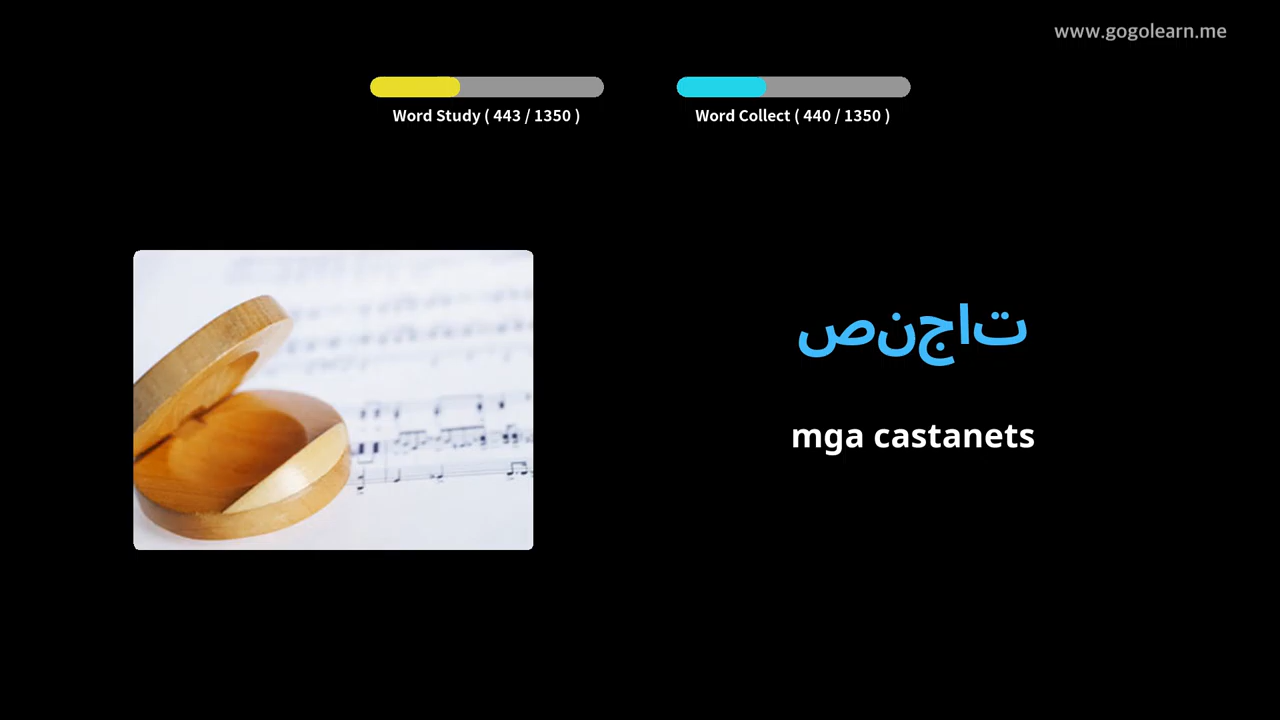 www.gogolearn.me
Word Study ( 443 / 1350 )
Word Collect ( 440 / 1350 )
صنجات
mga castanets